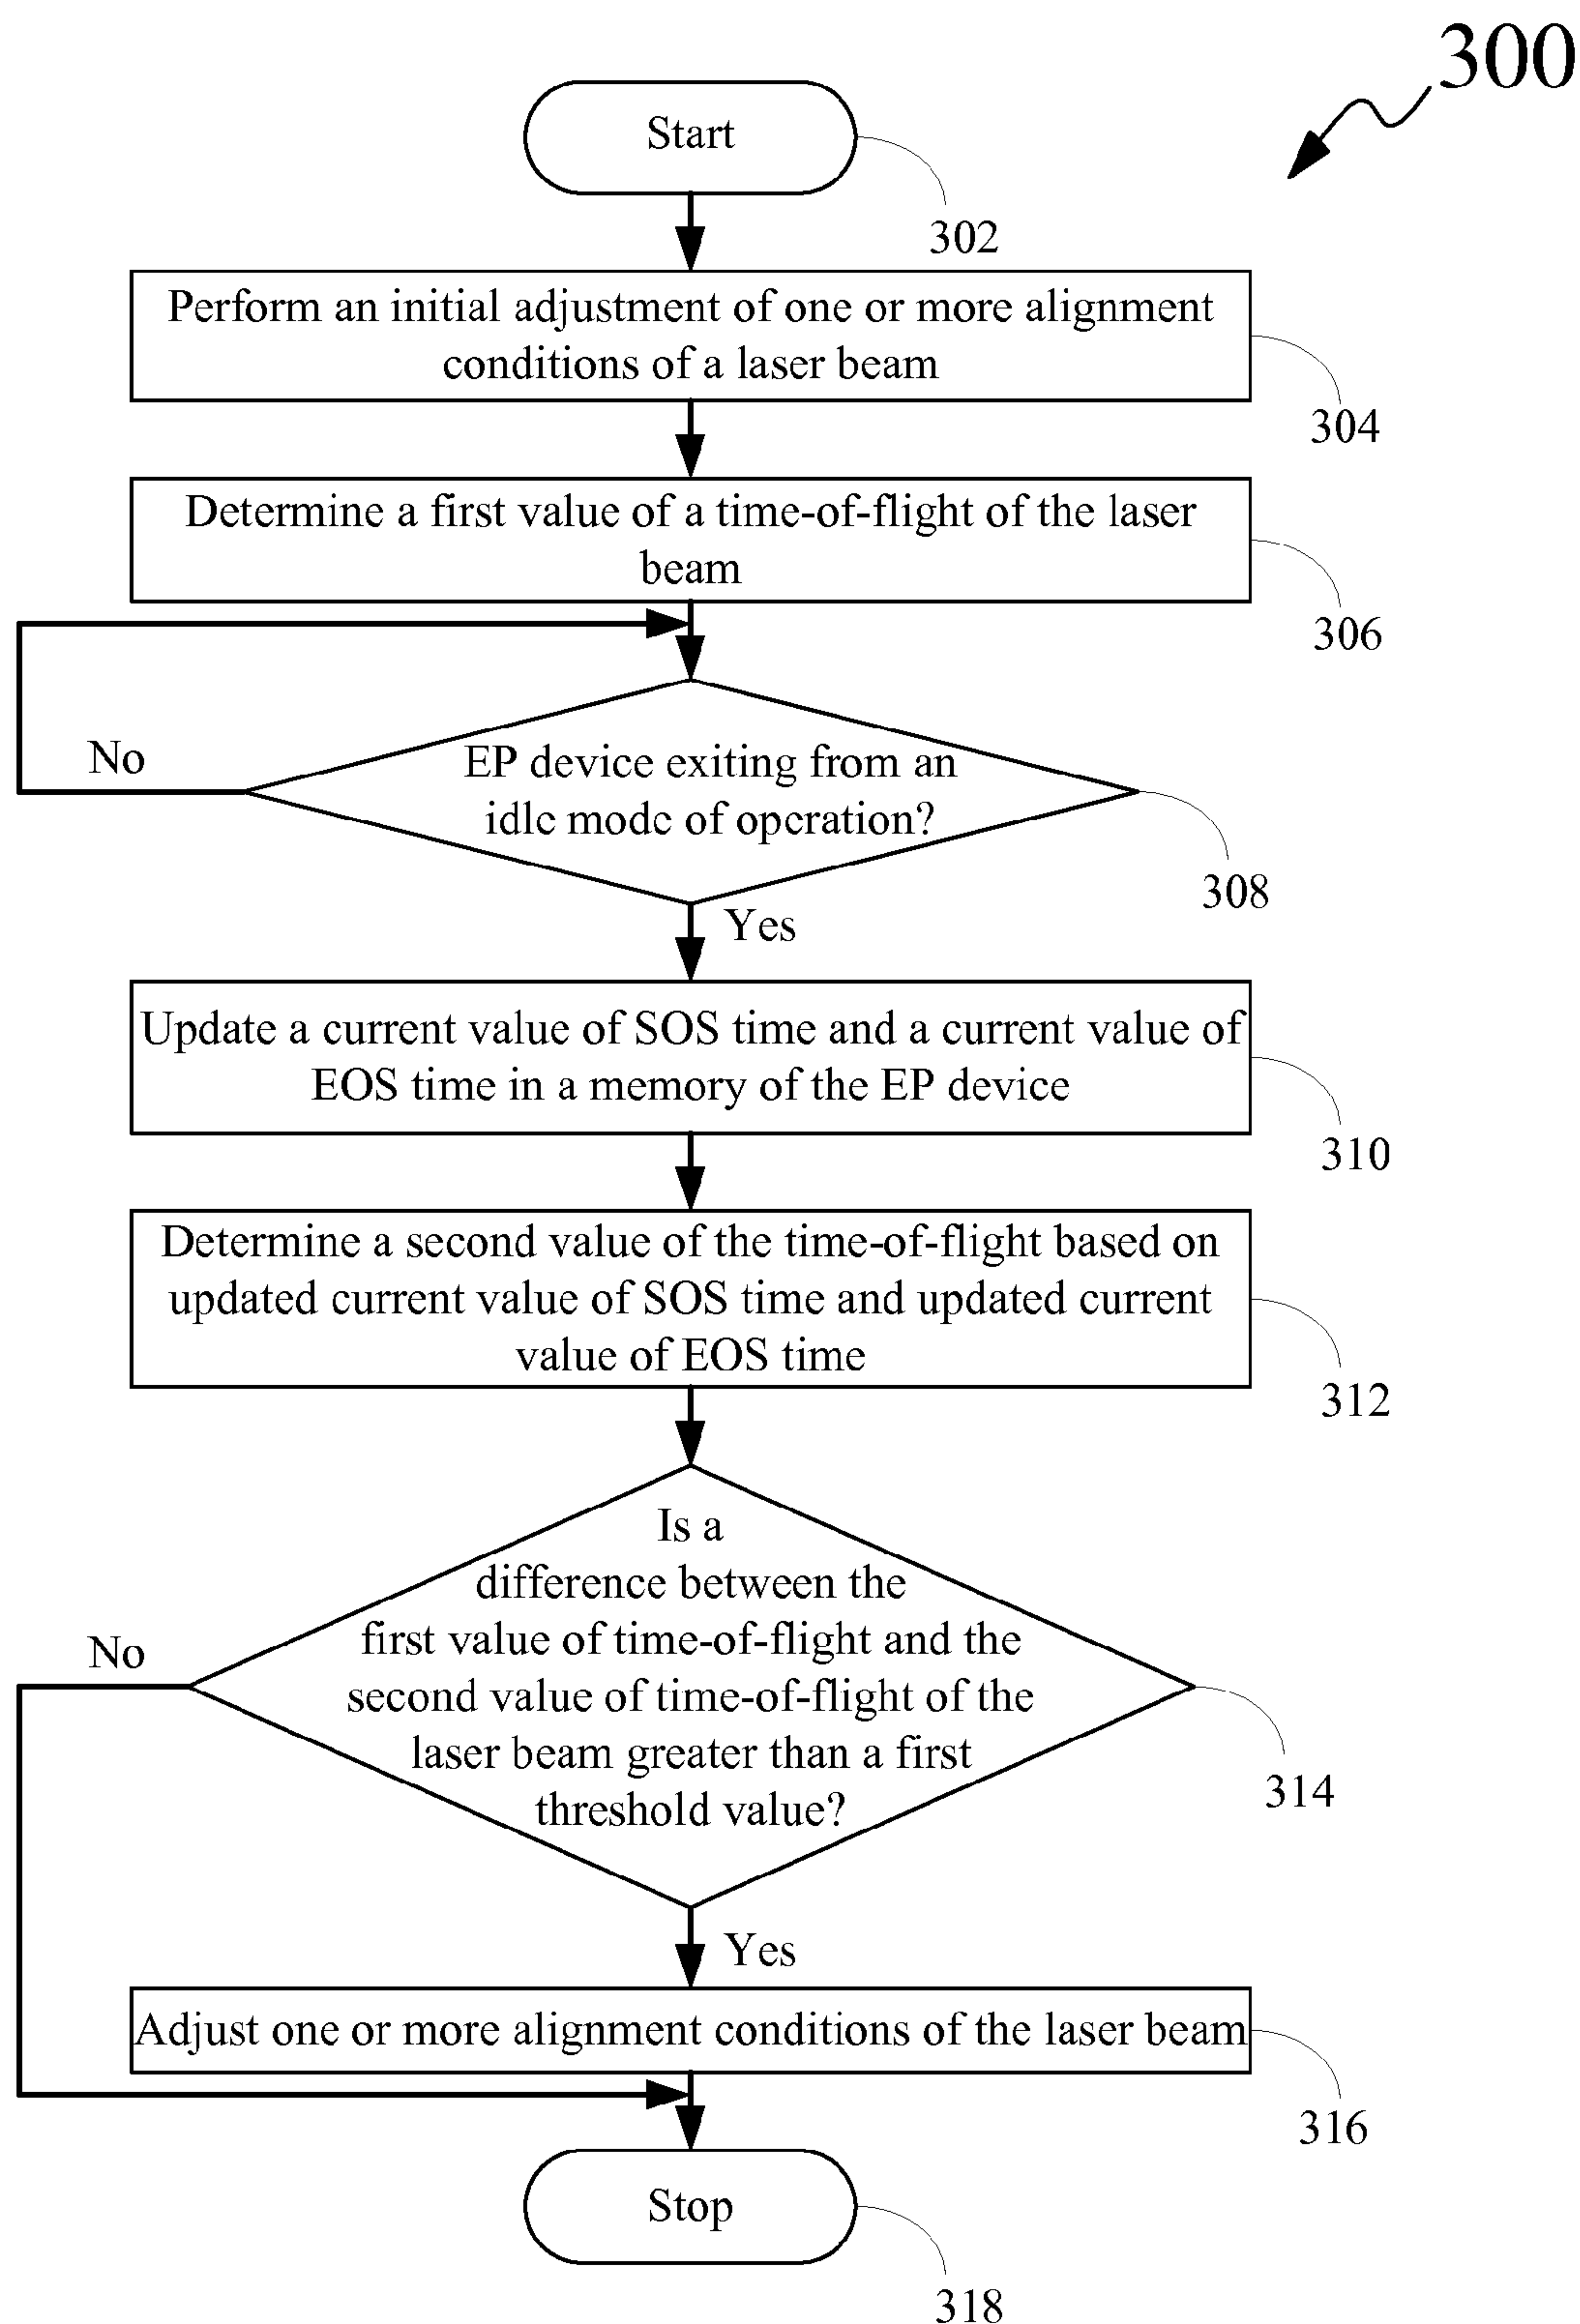 300
Start
302
Perform an initial adjustment of one or more alignment
conditions of a laser beam
304
Determine a first value of a time-of-flight of the laser
beam
306
No
EP device exiting from an
idle mode of operation?
308
Yes
Update a current value of SOS time and a current value of
EOS time in a memory of the EP device
310
Determine a second value of the time-of-flight based on
updated current value of SOS time and updated current
value of EOS time
312
Is a
difference between the
first value of time-of-flight and the
No
second value of time-of-flight of the
laser beam greater than a first
threshold value?
314
Yes
Adjust one or more alignment conditions of the laser beam
316
Stop
318